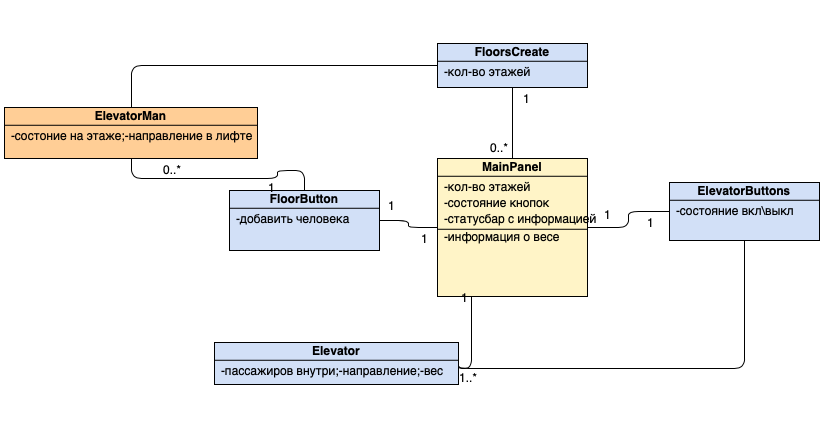 FloorsCreate
-кол-во этажей
1
ElevatorMan
-состоние на этаже;-направление в лифте
0..*
0..*
MainPanel
-кол-во этажей
-состояние кнопок
-статусбар с информацией
-информация о весе
1
FloorButton
-добавить человека
1
1
ElevatorButtons
-состояние вкл\выкл
1
1
1
Elevator
-пассажиров внутри;-направление;-вес
1..*